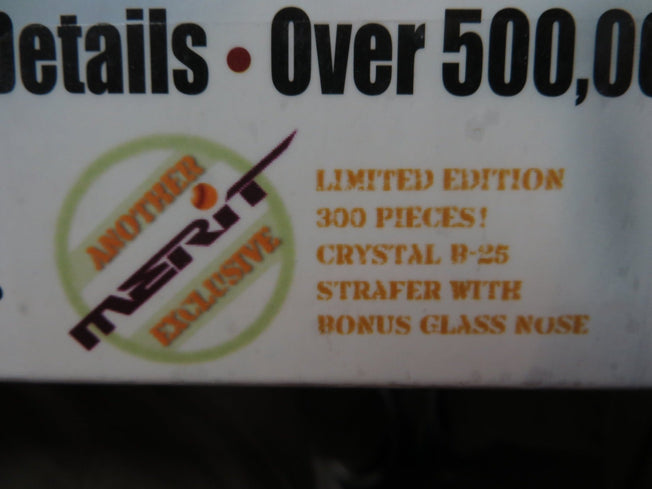 Details • Over 500,00
ANOTHER
MERIT
EXCLUSIVE
LIMITED EDITION
300 PIECES!
CRYSTAL B-25
STRAFER WITH
BONUS GLASS NOSE